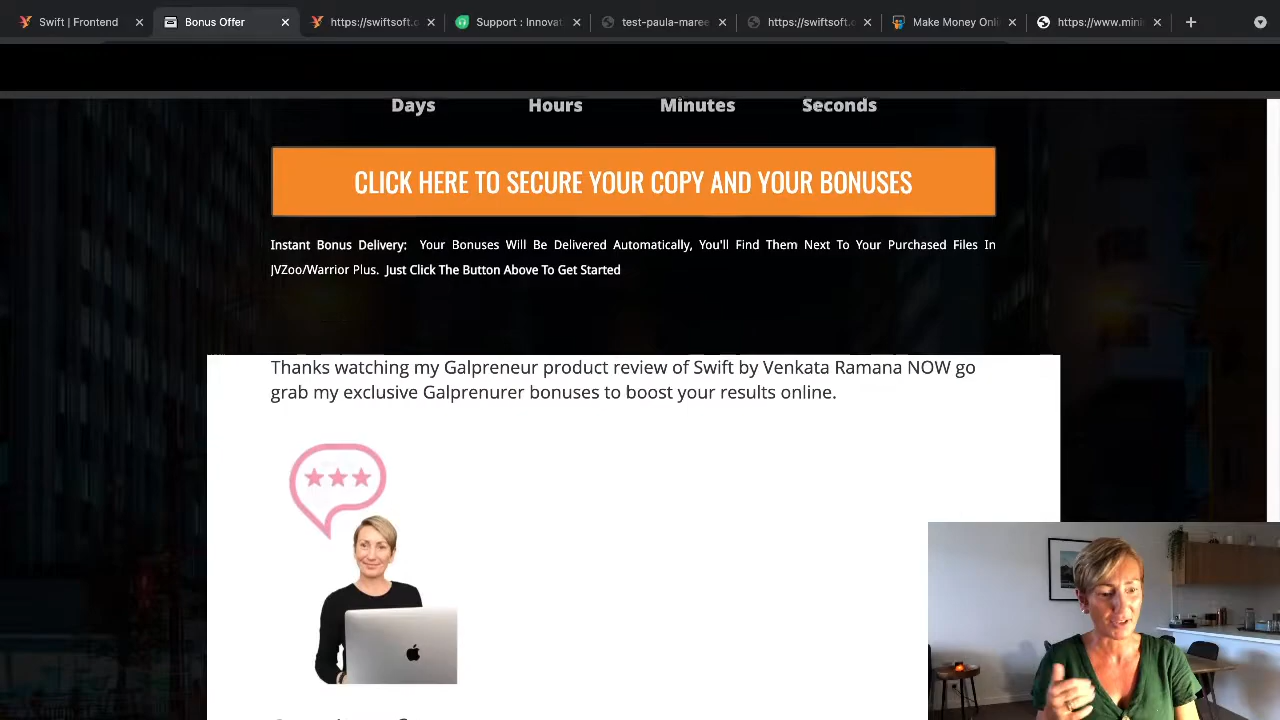 Swift | Frontend
Bonus Offer
https://swiftsoft.c
Support : Innovat
test-paula-maree
https://swiftsoft.c
Make Money Onli
https://www.mini
Days Hours Minutes Seconds
CLICK HERE TO SECURE YOUR COPY AND YOUR BONUSES
Instant Bonus Delivery: Your Bonuses Will Be Delivered Automatically, You'll Find Them Next To Your Purchased Files In
JVZoo/Warrior Plus. Just Click The Button Above To Get Started
Thanks watching my Galpreneur product review of Swift by Venkata Ramana NOW go
grab my exclusive Galprenurer bonuses to boost your results online.